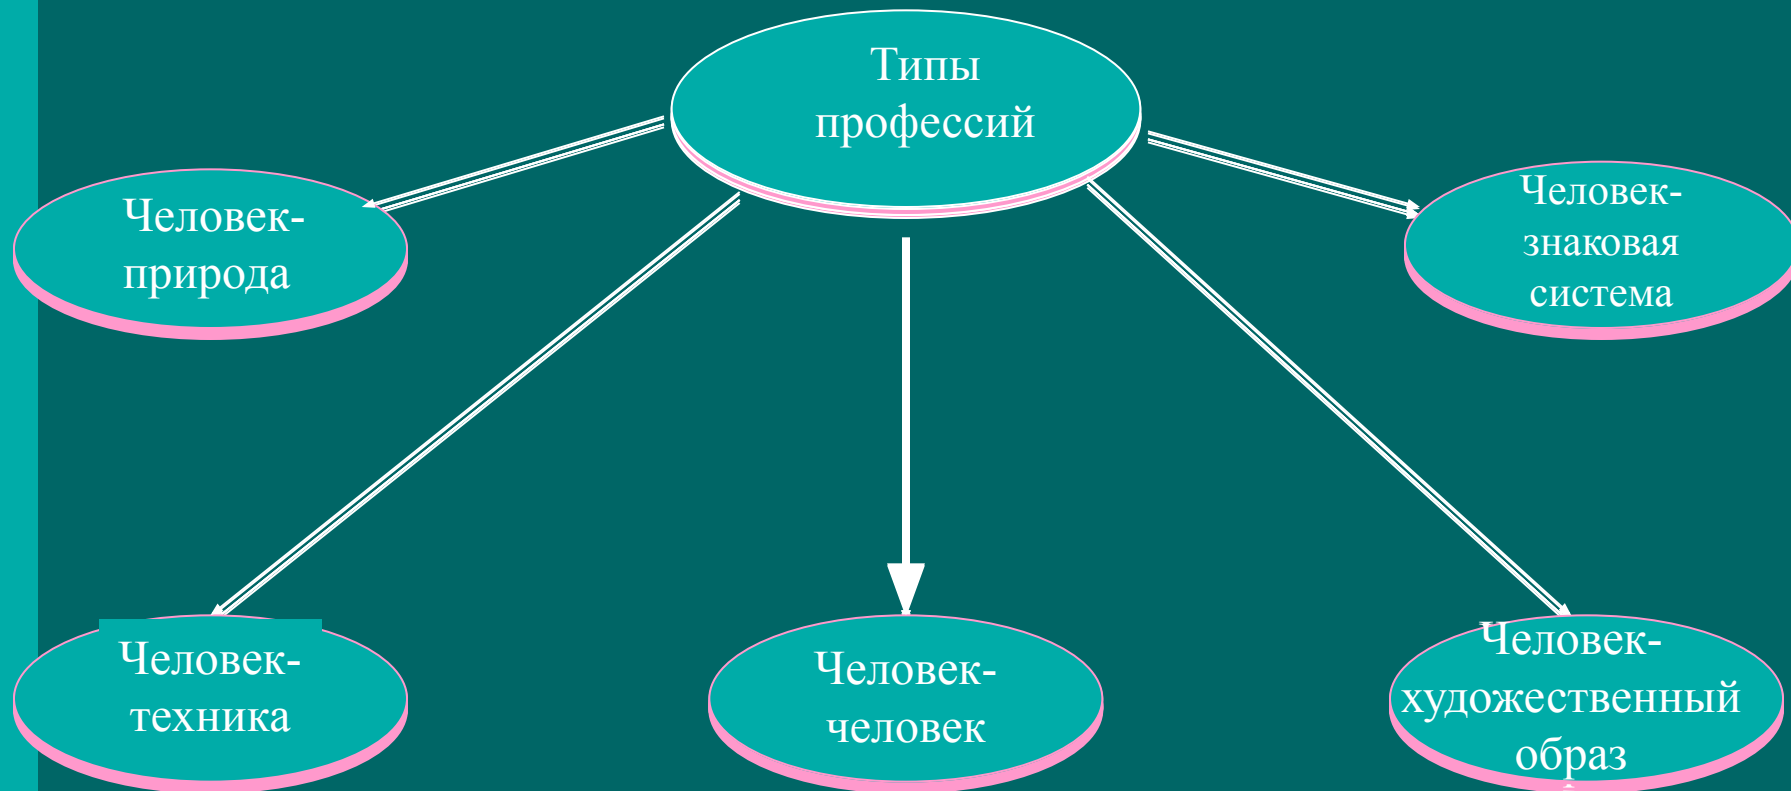 Типы
профессий
Человек-
природа
Человек-
знаковая
система
Человек-
техника
Человек-
человек
Человек-
художественный
образ